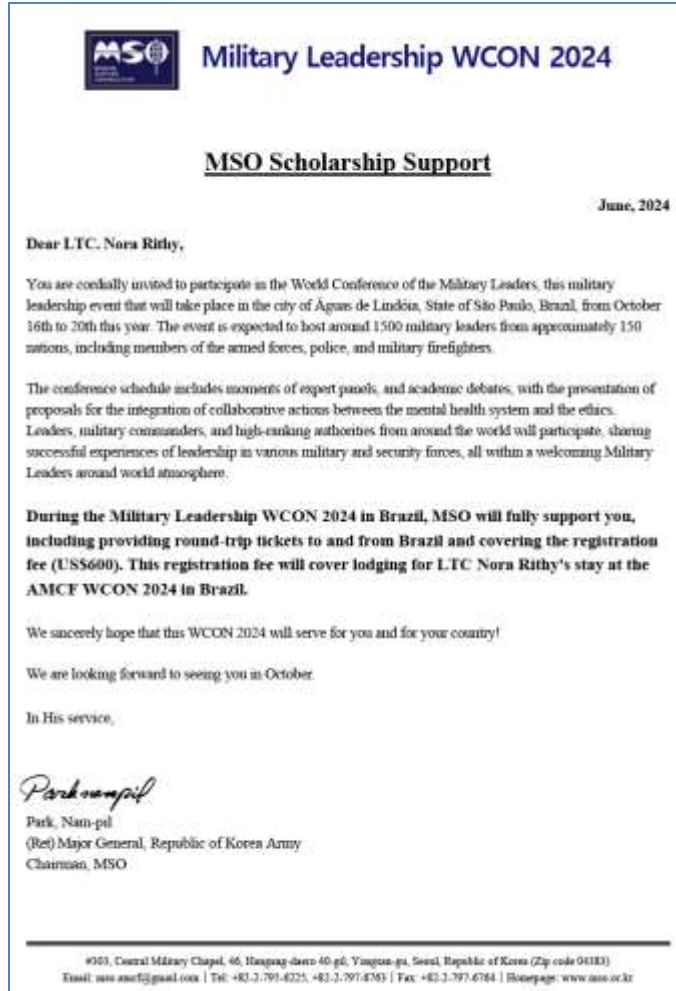 MSO
Military Leadership WCON 2024
MSO Scholarship Support
June, 2024
Dear LTC. Nora Rithy,
You are cordially invited to participate in the World Conference of the Military Leaders, this military
leadership event that will take place in the city of Águas de Lindóia, State of São Paulo, Brazil, from October
16th to 20th this year. The event is expected to host around 1500 military leaders from approximately 150
nations, including members of the armed forces, police, and military firefighters.
The conference schedule includes moments of expert panels, and academic debates, with the presentation of
proposals for the integration of collaborative actions between the mental health system and the ethics.
Leaders, military commanders, and high-ranking authorities from around the world will participate, sharing
successful experiences of leadership in various military and security forces, all within a welcoming Military
Leaders around world atmosphere.
During the Military Leadership WCON 2024 in Brazil, MSO will fully support you,
including providing round-trip tickets to and from Brazil and covering the registration
fee (US$600). This registration fee will cover lodging for LTC Nora Rithy's stay at the
AMCF WCON 2024 in Brazil.
We sincerely hope that this WCON 2024 will serve for you and for your country!
We are looking forward to seeing you in October.
In His service,
Park nampil
Park, Nam-pil
(Ret) Major General, Republic of Korea Army
Chairman, MSO
#303, Central Military Chapel, 46, Hangang-daero 40-gil, Yongsan-gu, Seoul, Republic of Korea (Zip code 04383)
Email: mso.amcf@gmail.com | Tel: +82-2-795-6225, +82-2-797-6763 | Fax: +82-2-797-6764 | Homepage: www.mso.or.kr